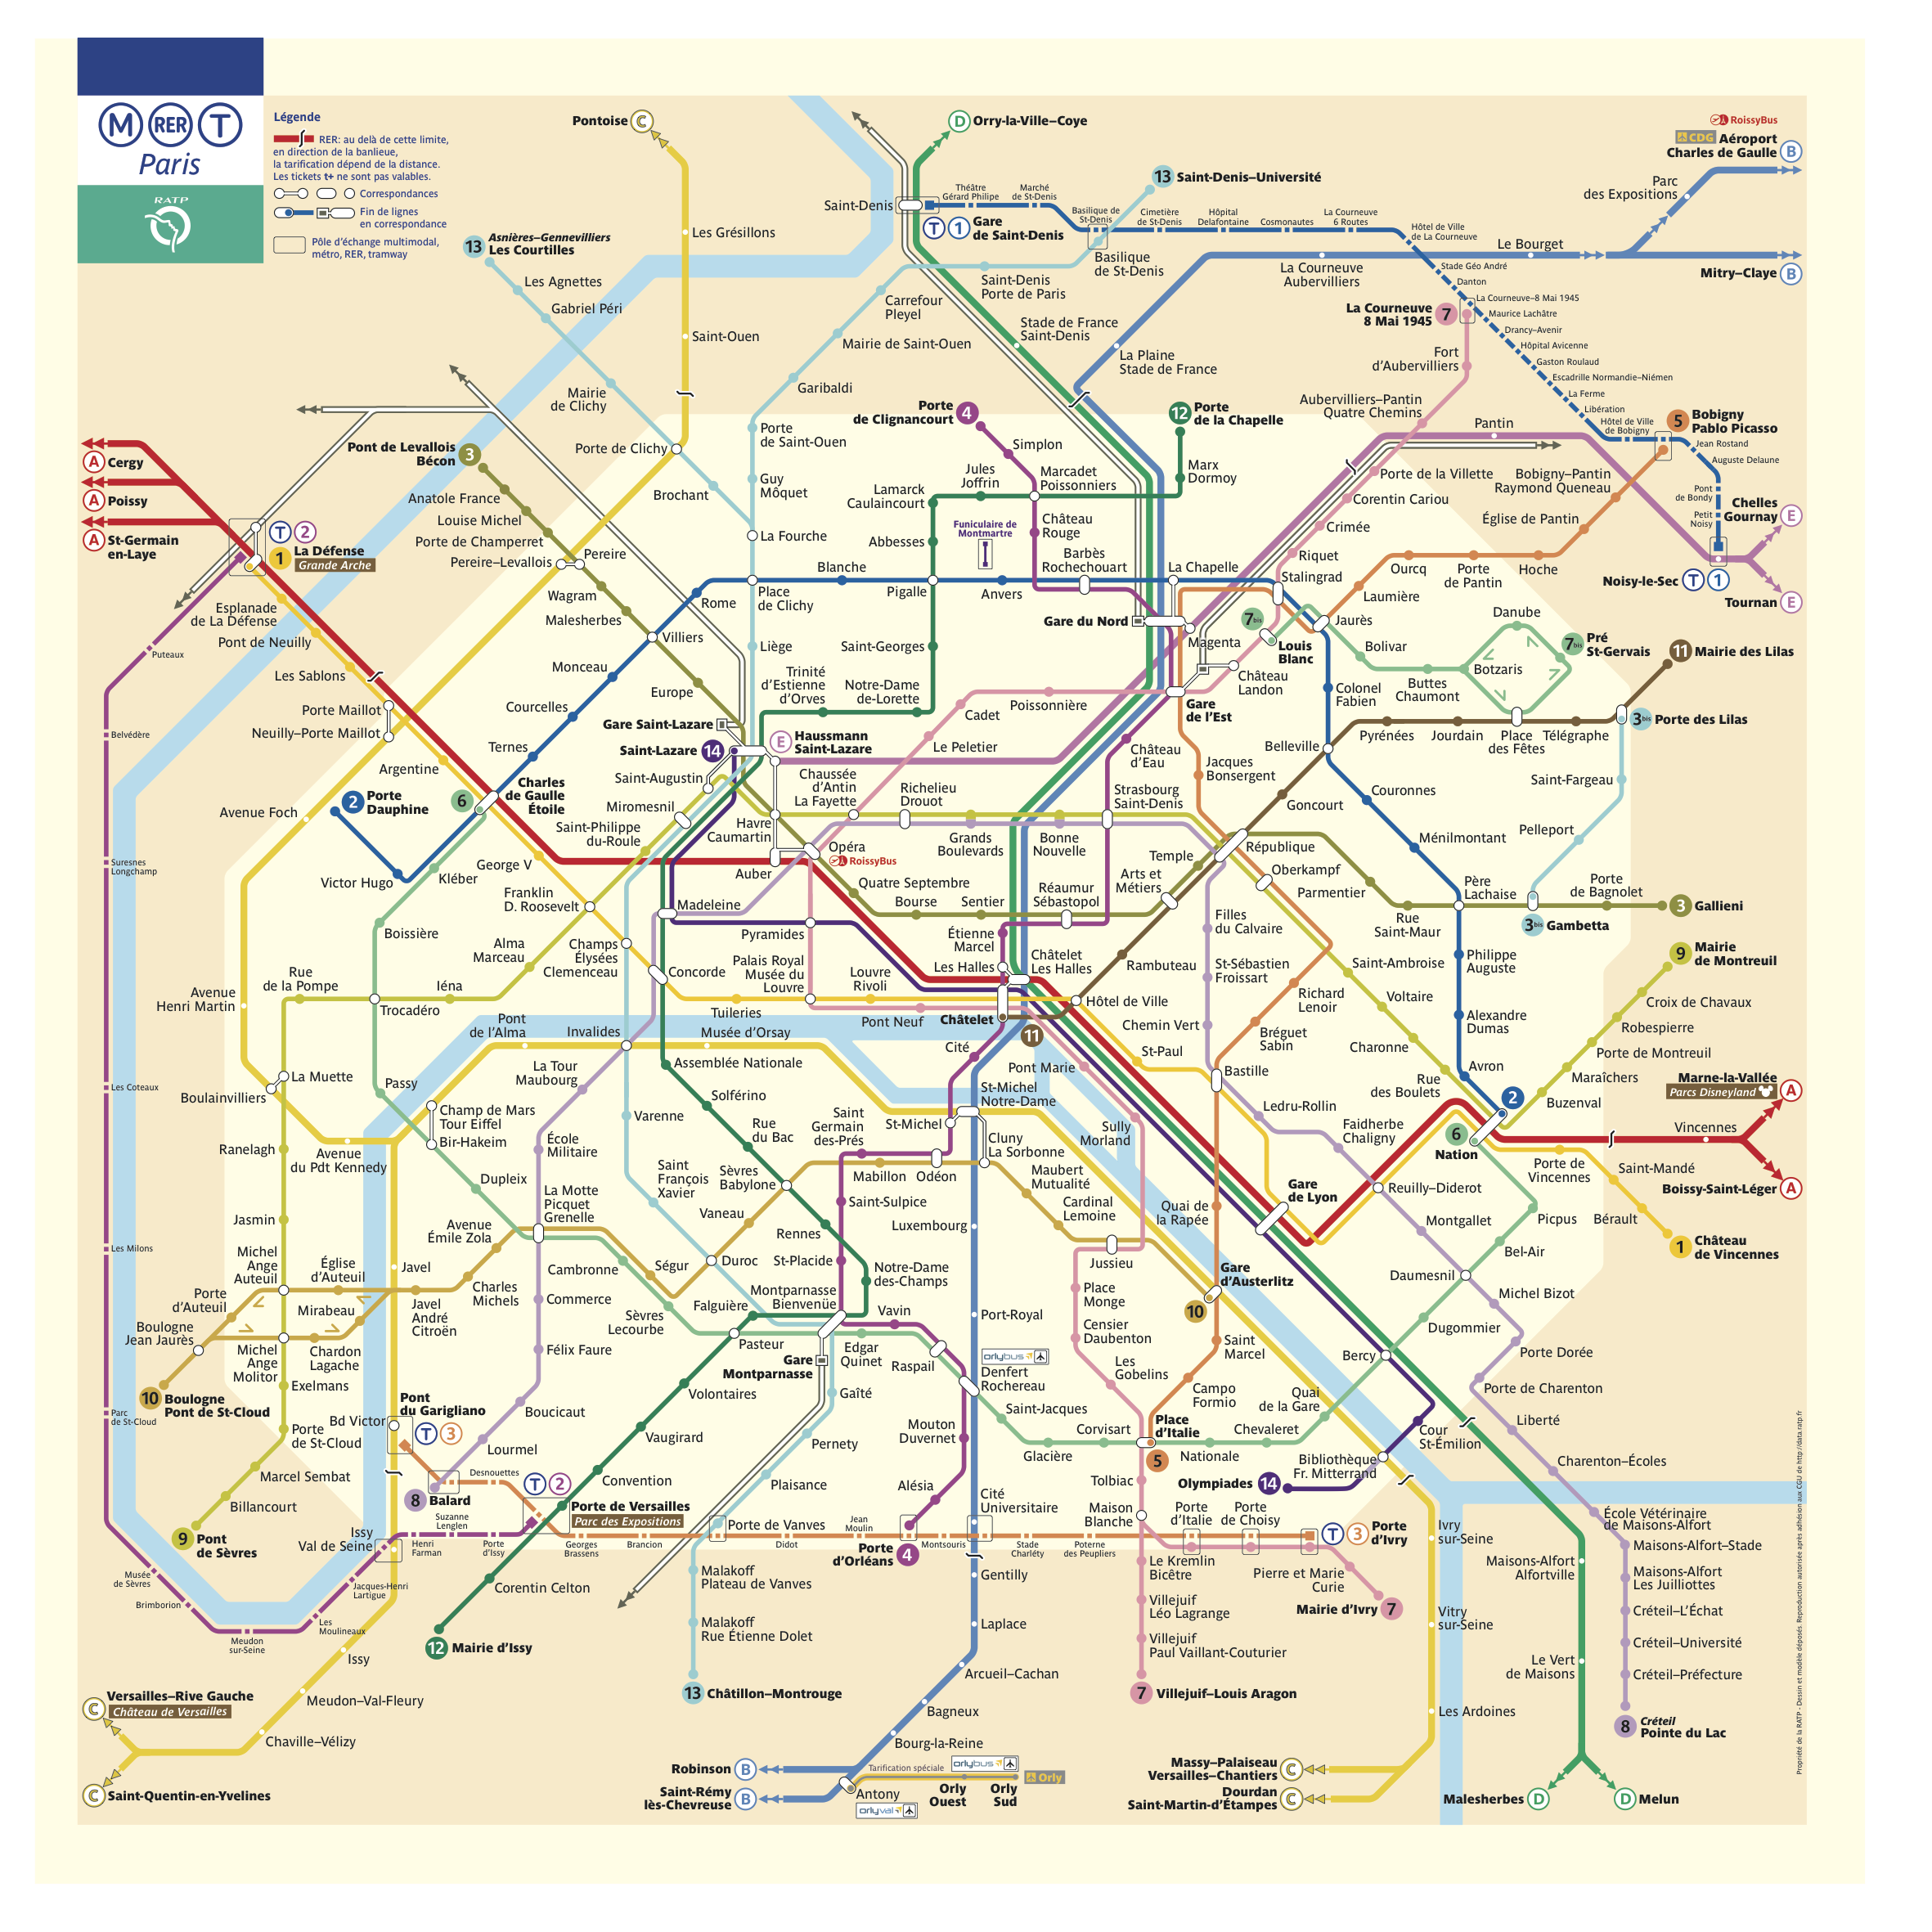 M RER T
Paris
RATP
Légende
RER: au delà de cette limite,
en direction de la banlieue,
la tarification dépend de la distance.
Les tickets t+ ne sont pas valables.
Correspondances
Fin de lignes
en correspondance
Pôle d'échange multimodal,
métro, RER, tramway
Pontoise C
D Orry-la-Ville–Coye
RoissyBus
CDG Aéroport
Charles de Gaulle B
Parc
des Expositions
13 Saint-Denis–Université
Théâtre
Gérard Philipe
Marché
de St-Denis
Saint-Denis
T 1 Gare
de Saint-Denis
Basilique de
St-Denis
Cimetière
de St-Denis
Hôpital
Delafontaine
Cosmonautes
La Courneuve
6 Routes
Hôtel de Ville
de La Courneuve
Le Bourget
Mitry–Claye B
13 Asnières–Gennevilliers
Les Courtilles
Les Grésillons
Les Agnettes
Gabriel Péri
Basilique
de St-Denis
Saint-Denis
Porte de Paris
La Courneuve
Aubervilliers
Stade Géo André
Danton
La Courneuve–8 Mai 1945
Maurice Lachâtre
Drancy–Avenir
Hôpital Avicenne
Gaston Roulaud
Escadrille Normandie–Niémen
La Ferme
Libération
Hôtel de Ville
de Bobigny
La Courneuve
8 Mai 1945 7
Carrefour
Pleyel
Mairie de Saint-Ouen
Stade de France
Saint-Denis
La Plaine
Stade de France
Fort
d'Aubervilliers
Saint-Ouen
Garibaldi
Mairie
de Clichy
Porte
de Clignancourt 4
12 Porte
de la Chapelle
Aubervilliers–Pantin
Quatre Chemins
Pantin
5 Bobigny
Pablo Picasso
Jean Rostand
Auguste Delaune
Pont
de Bondy
Petit
Noisy
A Cergy
A Poissy
A St-Germain
en-Laye
Pont de Levallois
Bécon 3
Porte de Clichy
Porte
de Saint-Ouen
Simplon
Jules
Joffrin
Marcadet
Poissonniers
Marx
Dormoy
Porte de la Villette
Bobigny–Pantin
Raymond Queneau
Chelles
Gournay E
Anatole France
Louise Michel
Porte de Champerret
Pereire–Levallois
Pereire
Brochant
Guy
Môquet
Lamarck
Caulaincourt
Funiculaire de
Montmartre
Château
Rouge
Corentin Cariou
Crimée
Riquet
Église de Pantin
T 2
1 La Défense
Grande Arche
La Fourche
Abbesses
Barbès
Rochechouart
La Chapelle
Stalingrad
Ourcq
Porte
de Pantin
Hoche
Noisy-le-Sec T 1
Tournan E
Esplanade
de La Défense
Pont de Neuilly
Puteaux
Les Sablons
Wagram
Malesherbes
Rome
Place
de Clichy
Blanche
Pigalle
Anvers
Gare du Nord
Magenta
7bis
Louis
Blanc
Jaurès
Laumière
Danube
7bis Pré
St-Gervais
11 Mairie des Lilas
Bolivar
Botzaris
Buttes
Chaumont
Porte Maillot
Neuilly–Porte Maillot
Monceau
Villiers
Liège
Saint-Georges
Europe
Trinité
d'Estienne
d'Orves
Notre-Dame
de-Lorette
Cadet
Poissonnière
Château
Landon
Gare
de l'Est
Colonel
Fabien
3bis Porte des Lilas
Belvédère
Courcelles
Ternes
Argentine
Gare Saint-Lazare
Saint-Lazare 14
E Haussmann
Saint-Lazare
Le Peletier
Château
d'Eau
Belleville
Pyrénées
Jourdain
Place
des Fêtes
Télégraphe
Saint-Fargeau
Pelleport
2 Porte
Dauphine
6
Charles
de Gaulle
Étoile
Saint-Augustin
Miromesnil
Saint-Philippe
du-Roule
Chaussée
d'Antin
La Fayette
Richelieu
Drouot
Grands
Boulevards
Bonne
Nouvelle
Strasbourg
Saint-Denis
Jacques
Bonsergent
Goncourt
Couronnes
Ménilmontant
Avenue Foch
Victor Hugo
Suresnes
Longchamp
Kléber
George V
Franklin
D. Roosevelt
Havre
Caumartin
Auber
Opéra
RoissyBus
Quatre Septembre
Bourse
Sentier
Réaumur
Sébastopol
Arts et
Métiers
Temple
République
Oberkampf
Parmentier
Rue
Saint-Maur
Père
Lachaise
Porte
de Bagnolet
3 Gallieni
3bis Gambetta
Boissière
Madeleine
Pyramides
Étienne
Marcel
Filles
du Calvaire
Philippe
Auguste
9 Mairie
de Montreuil
Alma
Marceau
Champs
Élysées
Clemenceau
Concorde
Palais Royal
Musée du
Louvre
Louvre
Rivoli
Les Halles
Châtelet
Les Halles
Rambuteau
St-Sébastien
Froissart
Saint-Ambroise
Richard
Lenoir
Voltaire
Croix de Chavaux
Robespierre
Avenue
Henri Martin
Rue
de la Pompe
Iéna
Trocadéro
Pont
de l'Alma
Invalides
Tuileries
Musée d'Orsay
Pont Neuf
Châtelet
11
Hôtel de Ville
Chemin Vert
Bréguet
Sabin
Charonne
Alexandre
Dumas
Porte de Montreuil
Maraîchers
Buzenval
Les Coteaux
La Muette
Boulainvilliers
Passy
La Tour
Maubourg
Assemblée Nationale
Solférino
Cité
Pont Marie
St-Paul
Bastille
Rue
des Boulets
Avron
2
Marne-la-Vallée
Parcs Disneyland A
Champ de Mars
Tour Eiffel
Bir-Hakeim
Varenne
Rue
du Bac
Saint
Germain
des-Prés
St-Michel
St-Michel
Notre-Dame
Cluny
La Sorbonne
Sully
Morland
Ledru-Rollin
Faidherbe
Chaligny
6
Nation
Vincennes
Ranelagh
Avenue
du Pdt Kennedy
École
Militaire
Dupleix
Saint
François
Xavier
Sèvres
Babylone
Mabillon
Odéon
Maubert
Mutualité
Cardinal
Lemoine
Quai de
la Rapée
Gare
de Lyon
Reuilly–Diderot
Porte de
Vincennes
Saint-Mandé
Boissy-Saint-Léger A
Jasmin
La Motte
Picquet
Grenelle
Avenue
Émile Zola
Vaneau
Rennes
Saint-Sulpice
Luxembourg
Montgallet
Picpus
Bérault
1 Château
de Vincennes
Les Milons
Michel
Ange
Auteuil
Église
d'Auteuil
Javel
Charles
Michels
Cambronne
Ségur
Duroc
St-Placide
Notre-Dame
des-Champs
Jussieu
Gare
d'Austerlitz
10
Daumesnil
Bel-Air
Porte
d'Auteuil
Mirabeau
Javel
André
Citroën
Commerce
Sèvres
Lecourbe
Falguière
Montparnasse
Bienvenüe
Vavin
Port-Royal
Place
Monge
Michel Bizot
Boulogne
Jean Jaurès
Michel
Ange
Molitor
Chardon
Lagache
Félix Faure
Pasteur
Gare
Montparnasse
Edgar
Quinet
Raspail
orlybus
Denfert
Rochereau
Censier
Daubenton
Les
Gobelins
Saint
Marcel
Bercy
Dugommier
Porte Dorée
10 Boulogne
Pont de St-Cloud
Exelmans
Parc
de St-Cloud
Porte
de St-Cloud
Pont
du Garigliano
Bd Victor
T 3
Boucicaut
Lourmel
Volontaires
Vaugirard
Gaîté
Pernety
Mouton
Duvernet
Saint-Jacques
Glacière
Corvisart
Place
d'Italie
5
Campo
Formio
Nationale
Quai
de la Gare
Chevaleret
Cour
St-Émilion
Porte de Charenton
Liberté
Charenton–Écoles
Marcel Sembat
Billancourt
9 Pont
de Sèvres
8 Balard
Desnouettes
T 2
Porte de Versailles
Parc des Expositions
Convention
Plaisance
Alésia
Cité
Universitaire
Tolbiac
Maison
Blanche
Olympiades 14
Bibliothèque
Fr. Mitterrand
École Vétérinaire
de Maisons-Alfort
Issy
Val de Seine
Henri
Farman
Suzanne
Lenglen
Porte
d'Issy
Georges
Brassens
Brancion
Porte de Vanves
Didot
Jean
Moulin
Porte
d'Orléans 4
Montsouris
Stade
Charléty
Poterne
des Peupliers
Porte
d'Italie
Porte
de Choisy
T 3 Porte
d'Ivry
Ivry
sur-Seine
Maisons-Alfort
Alfortville
Maisons-Alfort–Stade
Maisons-Alfort
Les Juilliottes
Musée
de Sèvres
Brimborion
Meudon
sur-Seine
Les
Moulineaux
Jacques-Henri
Lartigue
Corentin Celton
12 Mairie d'Issy
Malakoff
Plateau de Vanves
Malakoff
Rue Étienne Dolet
Gentilly
Laplace
Le Kremlin
Bicêtre
Villejuif
Léo Lagrange
Villejuif
Paul Vaillant-Couturier
Pierre et Marie
Curie
Mairie d'Ivry 7
Vitry
sur-Seine
Créteil–L'Échat
Créteil–Université
Créteil–Préfecture
Le Vert
de Maisons
Issy
Meudon–Val-Fleury
Chaville–Vélizy
C Versailles–Rive Gauche
Château de Versailles
C Saint-Quentin-en-Yvelines
13 Châtillon–Montrouge
Arcueil–Cachan
Bagneux
Bourg-la-Reine
7 Villejuif–Louis Aragon
Les Ardoines
8 Créteil
Pointe du Lac
Robinson B
Saint-Rémy
lès-Chevreuse B
Tarification spéciale
orlybus
Antony
orlyval
Orly
Ouest
Orly
Sud
Orly
Massy–Palaiseau
Versailles–Chantiers C
Dourdan
Saint-Martin-d'Étampes C
Malesherbes D
D Melun
Propriété de la RATP - Dessin et modèle déposés. Reproduction autorisée après adhésion aux CGU de http://data.ratp.fr